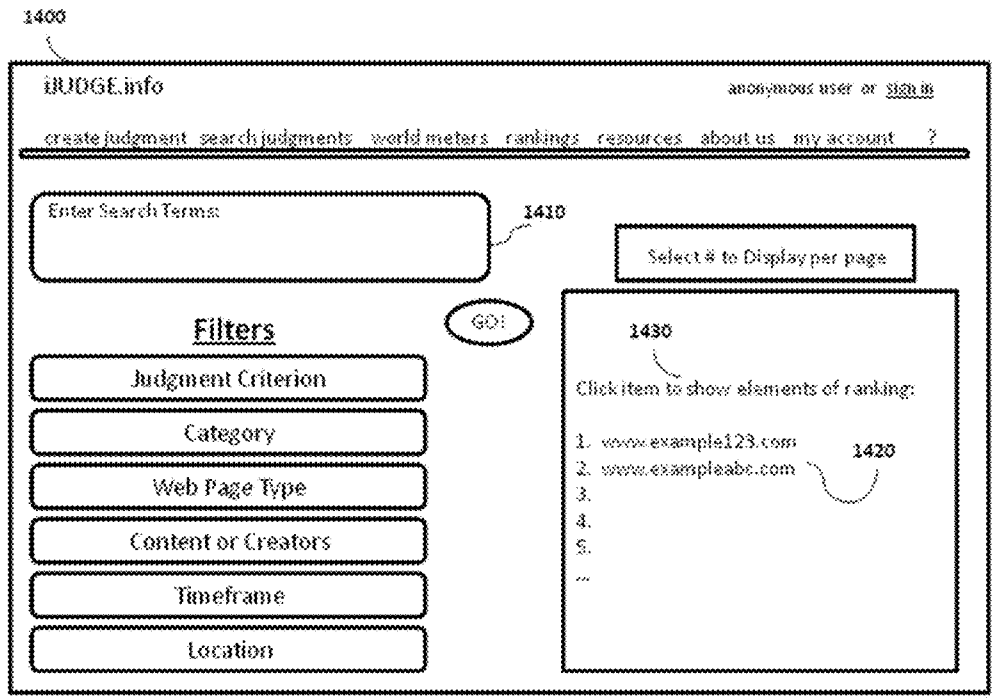 1400
iJUDGE.info
anonymous user or sign in
create judgment search judgments world meters rankings resources about us my account ?
Enter Search Terms:
1410
Select # to Display per page
GO!
Filters
Judgment Criterion
Category
Web Page Type
Content or Creators
Timeframe
Location
1430
Click item to show elements of ranking:
1. www.example123.com
1420
2. www.exampleabc.com
3.
4.
5.
...